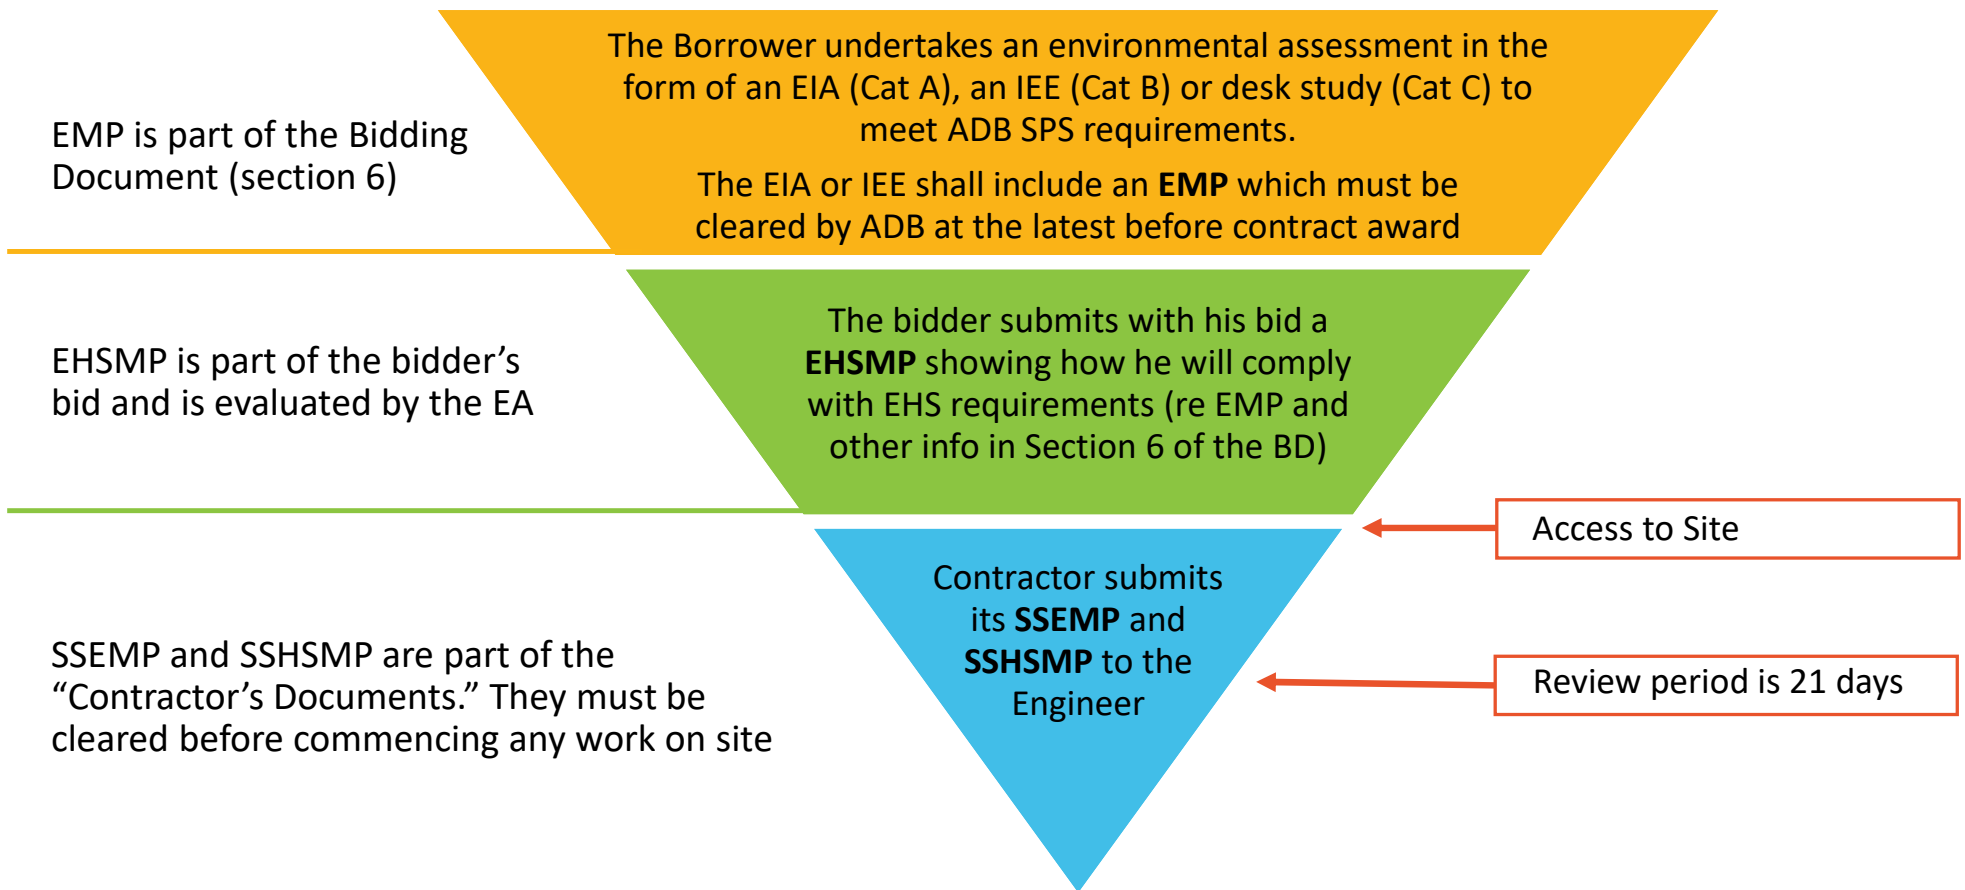 The Borrower undertakes an environmental assessment in the
form of an EIA (Cat A), an IEE (Cat B) or desk study (Cat C) to
meet ADB SPS requirements.
The EIA or IEE shall include an EMP which must be
cleared by ADB at the latest before contract award
EMP is part of the Bidding
Document (section 6)
The bidder submits with his bid a
EHSMP showing how he will comply
with EHS requirements (re EMP and
other info in Section 6 of the BD)
EHSMP is part of the bidder’s
bid and is evaluated by the EA
Access to Site
Contractor submits
its SSEMP and
SSHSMP to the
Engineer
Review period is 21 days
SSEMP and SSHSMP are part of the
“Contractor’s Documents.” They must be
cleared before commencing any work on site